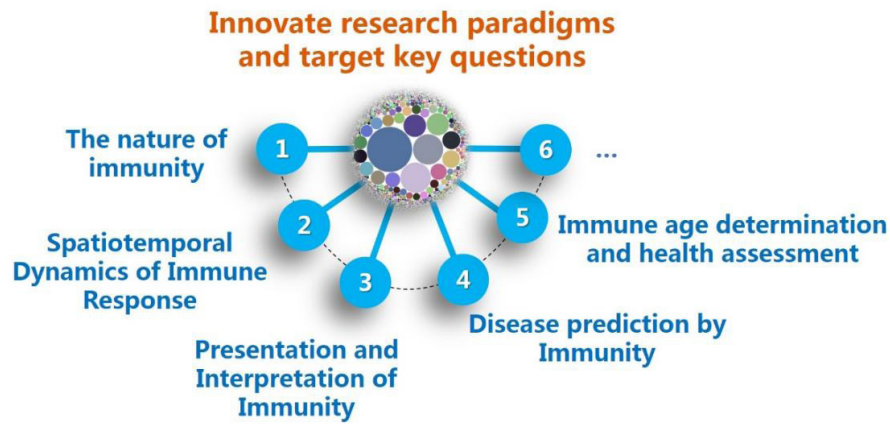 Innovate research paradigms
and target key questions
1
The nature of
immunity
2
Spatiotemporal
Dynamics of Immune
Response
3
Presentation and
Interpretation of
Immunity
4
Disease prediction by
Immunity
5
Immune age determination
and health assessment
6
...